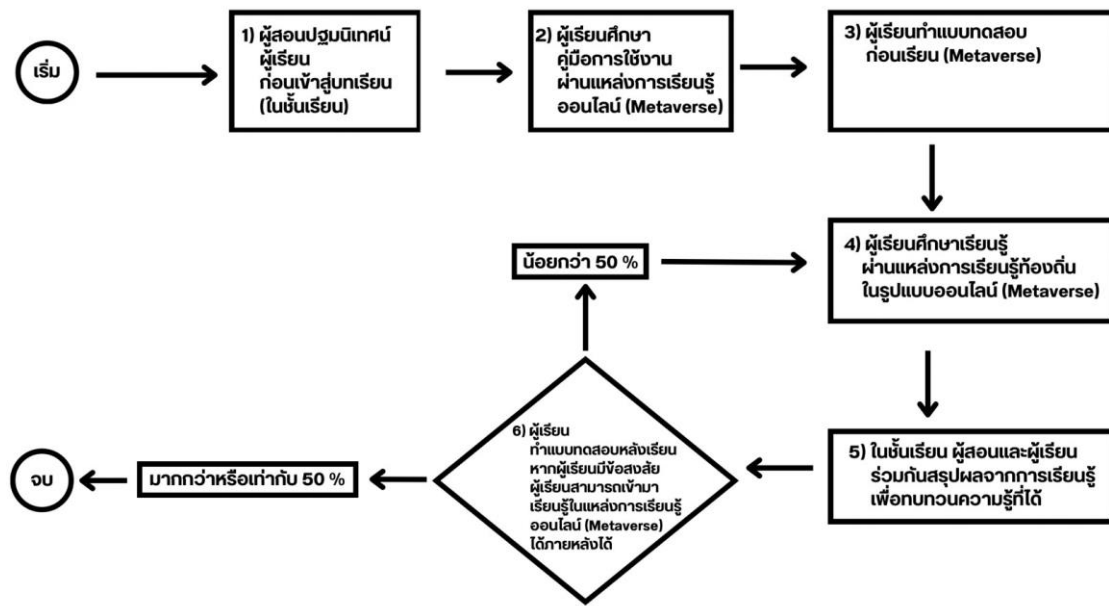 เริ่ม
1) ผู้สอนปฐมนิเทศน์
ผู้เรียน
ก่อนเข้าสู่บทเรียน
(ในชั้นเรียน)
2) ผู้เรียนศึกษา
คู่มือการใช้งาน
ผ่านแหล่งการเรียนรู้
ออนไลน์ (Metaverse)
3) ผู้เรียนทำแบบทดสอบ
ก่อนเรียน (Metaverse)
4) ผู้เรียนศึกษาเรียนรู้
ผ่านแหล่งการเรียนรู้ท้องถิ่น
ในรูปแบบออนไลน์ (Metaverse)
5) ในชั้นเรียน ผู้สอนและผู้เรียน
ร่วมกันสรุปผลจากการเรียนรู้
เพื่อทบทวนความรู้ที่ได้
6) ผู้เรียน
ทำแบบทดสอบหลังเรียน
หากผู้เรียนมีข้อสงสัย
ผู้เรียนสามารถเข้ามา
เรียนรู้ในแหล่งการเรียนรู้
ออนไลน์ (Metaverse)
ได้ภายหลังได้
น้อยกว่า 50 %
มากกว่าหรือเท่ากับ 50 %
จบ